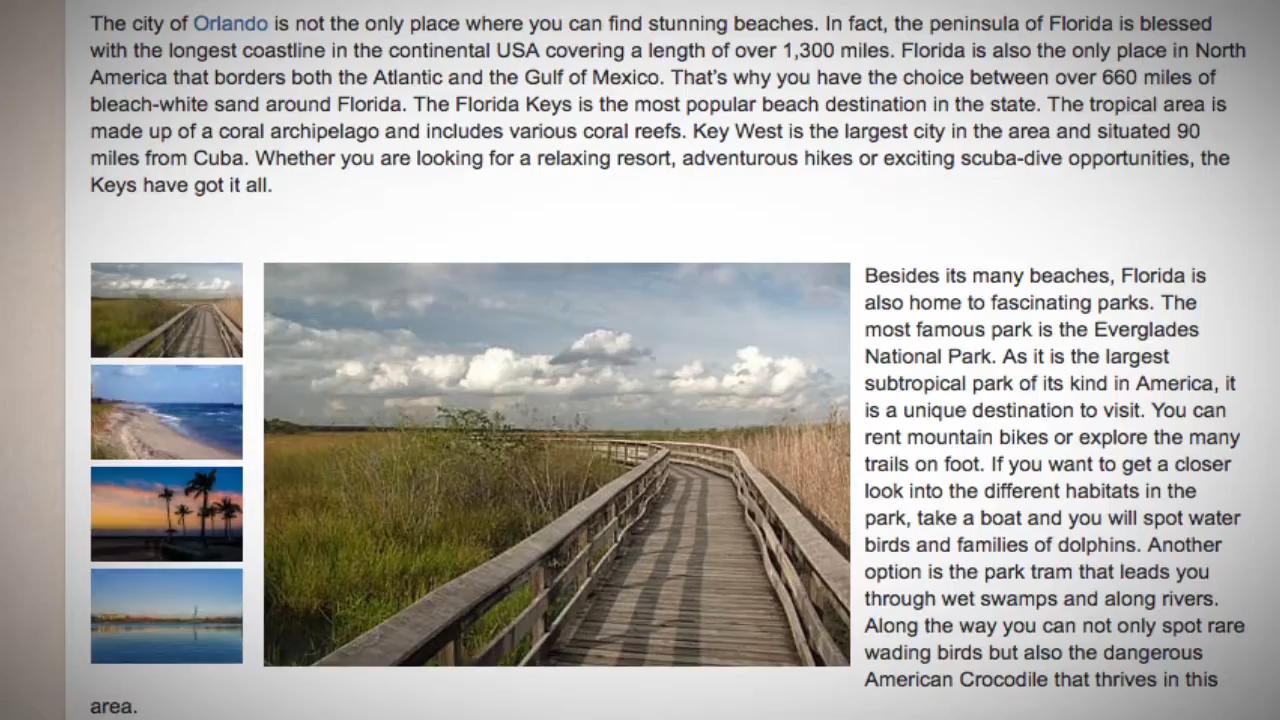 The city of Orlando is not the only place where you can find stunning beaches. In fact, the peninsula of Florida is blessed
with the longest coastline in the continental USA covering a length of over 1,300 miles. Florida is also the only place in North
America that borders both the Atlantic and the Gulf of Mexico. That's why you have the choice between over 660 miles of
bleach-white sand around Florida. The Florida Keys is the most popular beach destination in the state. The tropical area is
made up of a coral archipelago and includes various coral reefs. Key West is the largest city in the area and situated 90
miles from Cuba. Whether you are looking for a relaxing resort, adventurous hikes or exciting scuba-dive opportunities, the
Keys have got it all.
Besides its many beaches, Florida is
also home to fascinating parks. The
most famous park is the Everglades
National Park. As it is the largest
subtropical park of its kind in America, it
is a unique destination to visit. You can
rent mountain bikes or explore the many
trails on foot. If you want to get a closer
look into the different habitats in the
park, take a boat and you will spot water
birds and families of dolphins. Another
option is the park tram that leads you
through wet swamps and along rivers.
Along the way you can not only spot rare
wading birds but also the dangerous
American Crocodile that thrives in this
area.